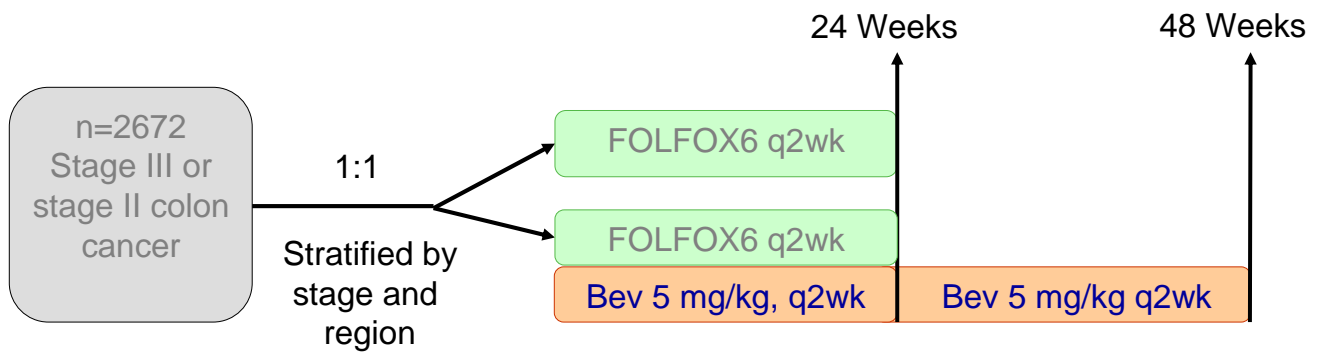 24 Weeks
48 Weeks
n=2672
Stage III or
stage II colon
cancer
1:1
Stratified by
stage and
region
FOLFOX6 q2wk
FOLFOX6 q2wk
Bev 5 mg/kg, q2wk
Bev 5 mg/kg q2wk